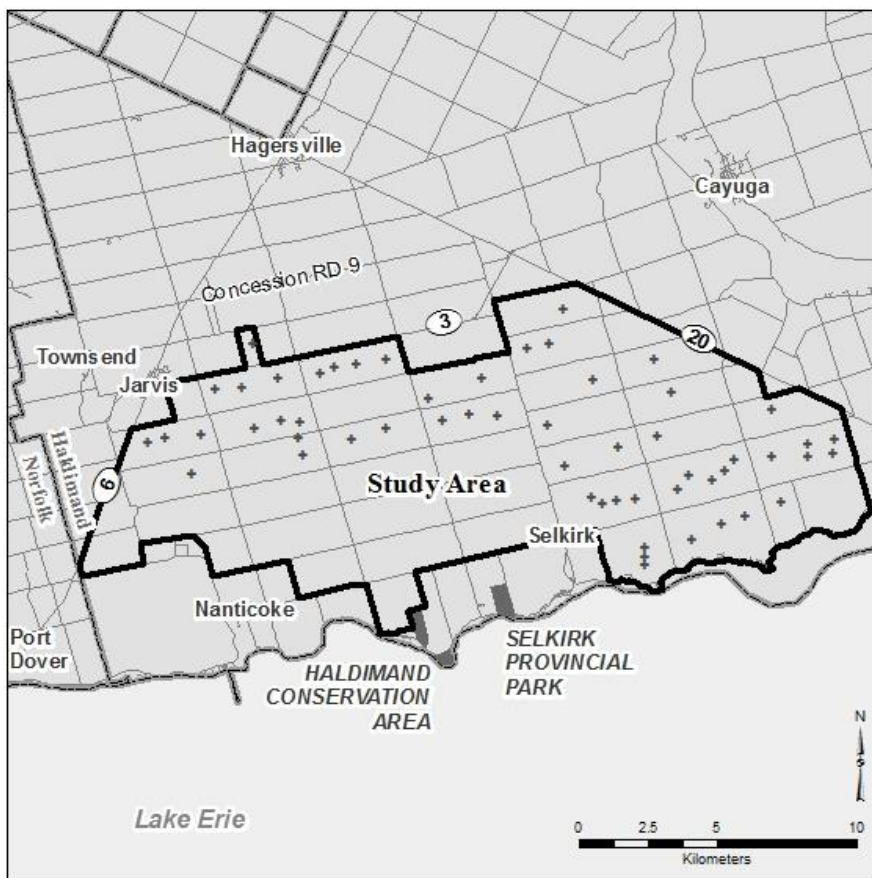 Hagersville
Cayuga
Concession RD 9
3
20
Townsend
Jarvis
Haldimand
Norfolk
6
Study Area
Selkirk
Nanticoke
Port
Dover
HALDIMAND
CONSERVATION
AREA
SELKIRK
PROVINCIAL
PARK
N
S
Lake Erie
0 2.5 5 10
Kilometers